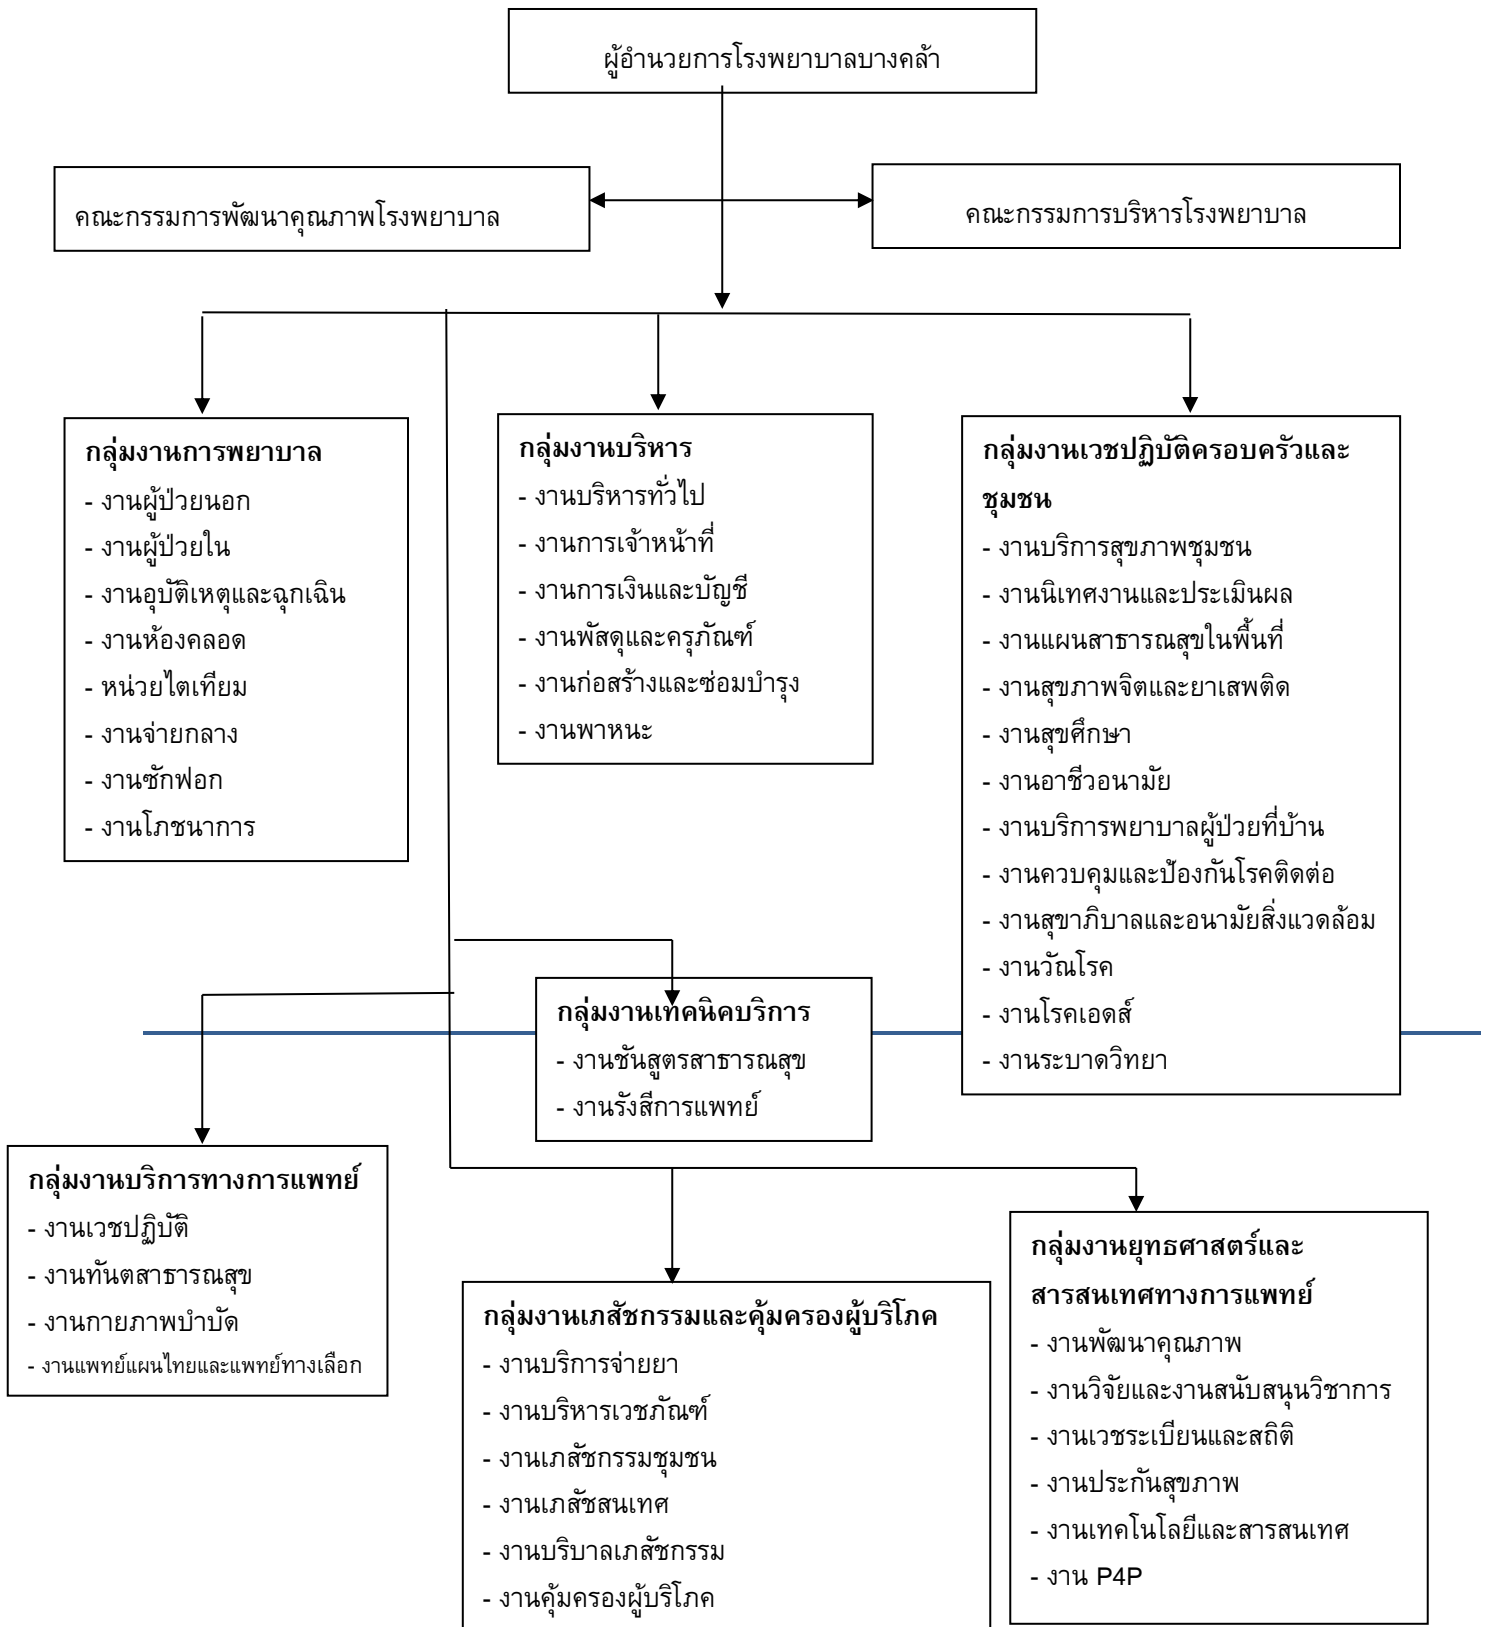 ผู้อำนวยการโรงพยาบาลบางคล้า
คณะกรรมการพัฒนาคุณภาพโรงพยาบาล
คณะกรรมการบริหารโรงพยาบาล
กลุ่มงานการพยาบาล
- งานผู้ป่วยนอก
- งานผู้ป่วยใน
- งานอุบัติเหตุและฉุกเฉิน
- งานห้องคลอด
- หน่วยไตเทียม
- งานจ่ายกลาง
- งานซักฟอก
- งานโภชนาการ
กลุ่มงานบริหาร
- งานบริหารทั่วไป
- งานการเจ้าหน้าที่
- งานการเงินและบัญชี
- งานพัสดุและครุภัณฑ์
- งานก่อสร้างและซ่อมบำรุง
- งานพาหนะ
กลุ่มงานเวชปฏิบัติครอบครัวและ
ชุมชน
- งานบริการสุขภาพชุมชน
- งานนิเทศงานและประเมินผล
- งานแผนสาธารณสุขในพื้นที่
- งานสุขภาพจิตและยาเสพติด
- งานสุขศึกษา
- งานอาชีวอนามัย
- งานบริการพยาบาลผู้ป่วยที่บ้าน
- งานควบคุมและป้องกันโรคติดต่อ
- งานสุขาภิบาลและอนามัยสิ่งแวดล้อม
- งานวัณโรค
- งานโรคเอดส์
- งานระบาดวิทยา
กลุ่มงานเทคนิคบริการ
- งานชันสูตรสาธารณสุข
- งานรังสีการแพทย์
กลุ่มงานบริการทางการแพทย์
- งานเวชปฏิบัติ
- งานทันตสาธารณสุข
- งานกายภาพบำบัด
- งานแพทย์แผนไทยและแพทย์ทางเลือก
กลุ่มงานเภสัชกรรมและคุ้มครองผู้บริโภค
- งานบริการจ่ายยา
- งานบริหารเวชภัณฑ์
- งานเภสัชกรรมชุมชน
- งานเภสัชสนเทศ
- งานบริบาลเภสัชกรรม
- งานคุ้มครองผู้บริโภค
กลุ่มงานยุทธศาสตร์และ
สารสนเทศทางการแพทย์
- งานพัฒนาคุณภาพ
- งานวิจัยและงานสนับสนุนวิชาการ
- งานเวชระเบียนและสถิติ
- งานประกันสุขภาพ
- งานเทคโนโลยีและสารสนเทศ
- งาน P4P